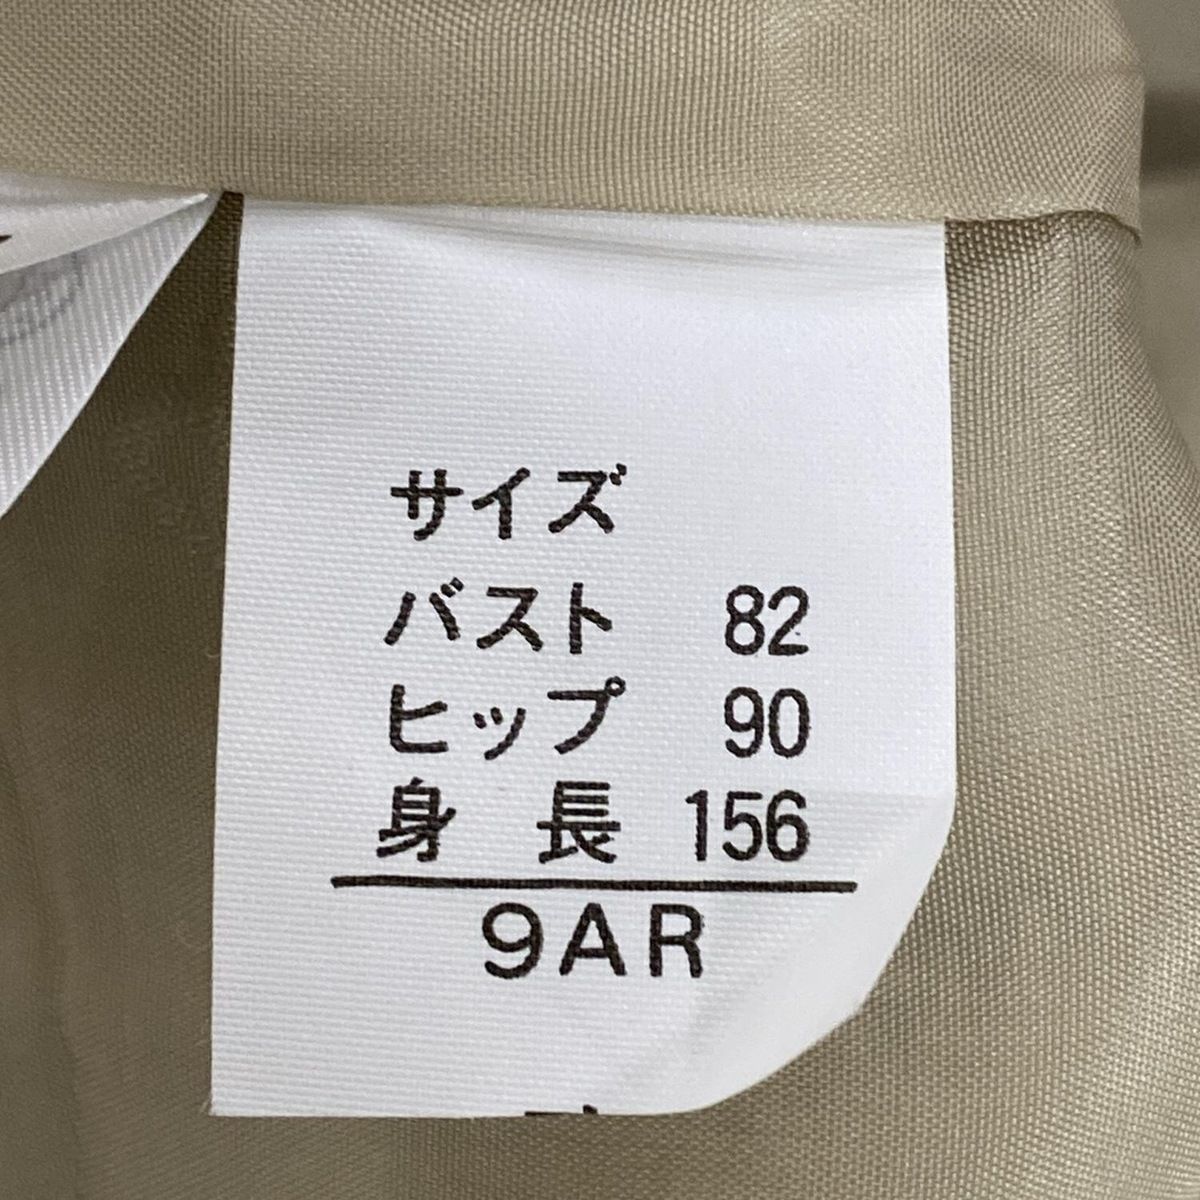 サイズ
バスト 82
ヒップ 90
身長 156
9AR